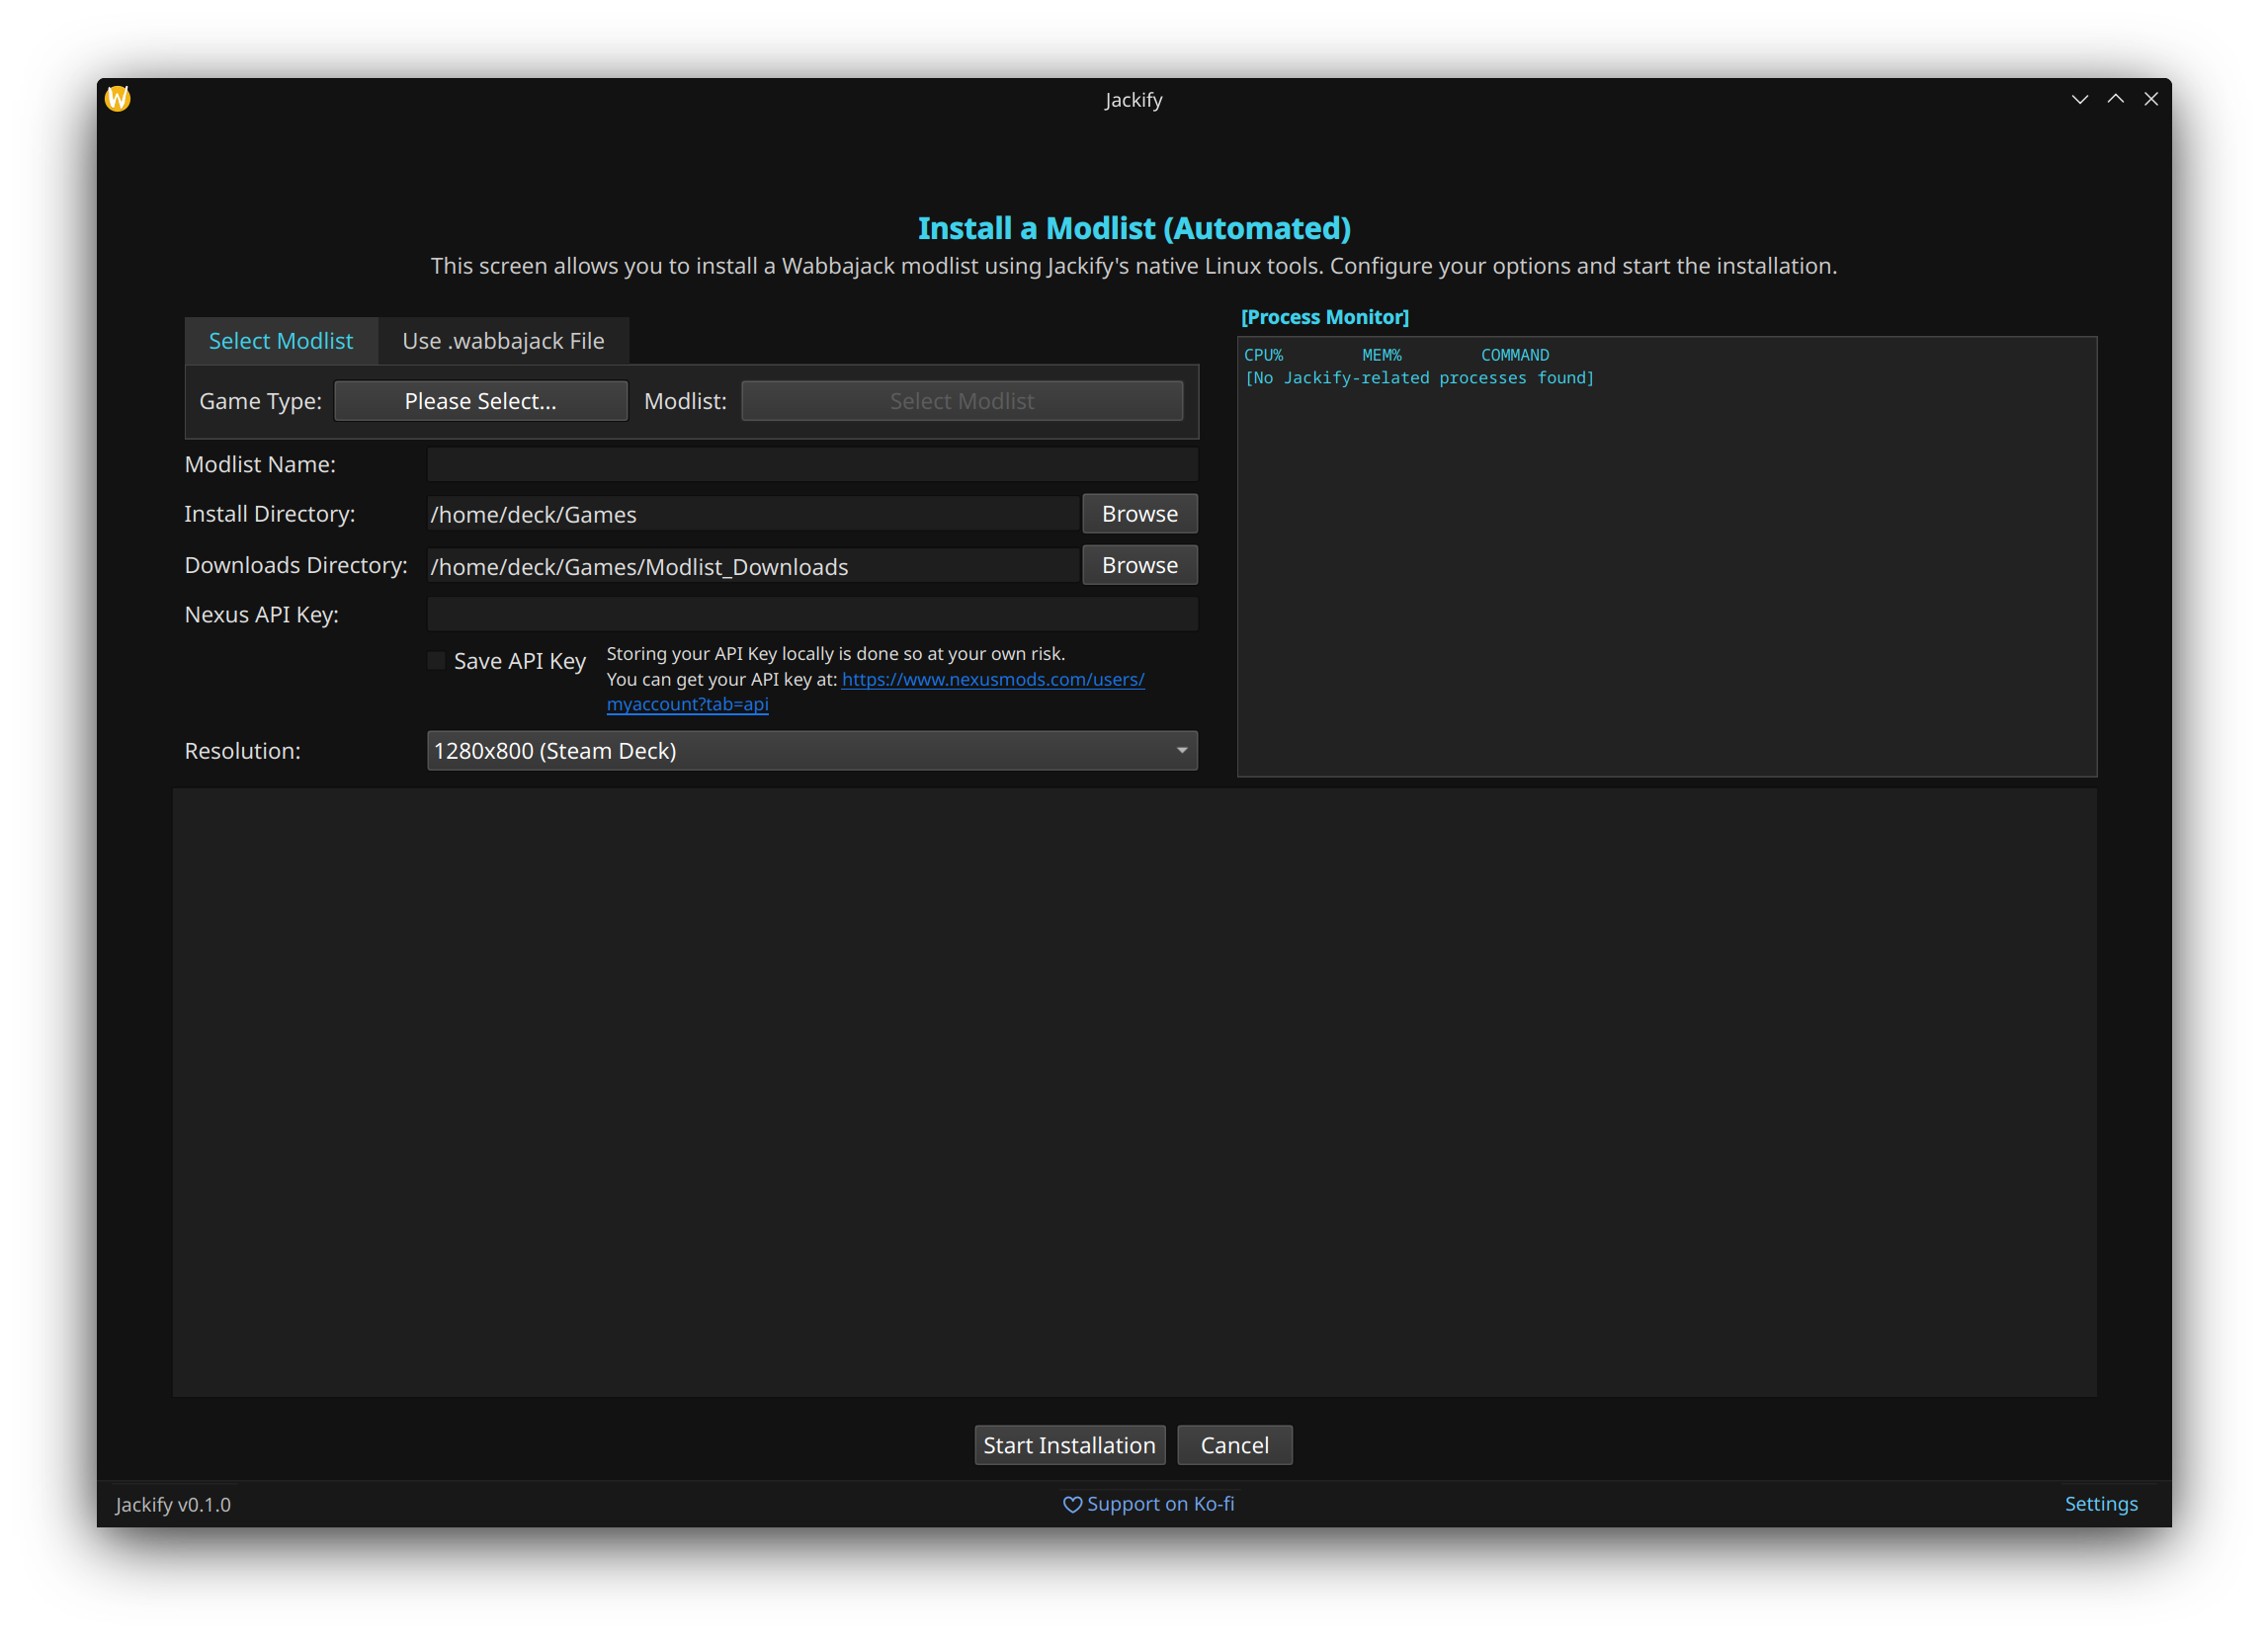 Jackify
Install a Modlist (Automated)
This screen allows you to install a Wabbajack modlist using Jackify's native Linux tools. Configure your options and start the installation.
Select Modlist Use .wabbajack File
Game Type: Please Select... Modlist: Select Modlist
Modlist Name:
Install Directory: /home/deck/Games Browse
Downloads Directory: /home/deck/Games/Modlist_Downloads Browse
Nexus API Key:
Save API Key
Storing your API Key locally is done so at your own risk.
You can get your API key at: https://www.nexusmods.com/users/
myaccount?tab=api
Resolution: 1280x800 (Steam Deck)
[Process Monitor]
CPU% MEM% COMMAND
[No Jackify-related processes found]
Start Installation Cancel
Jackify v0.1.0 Support on Ko-fi Settings